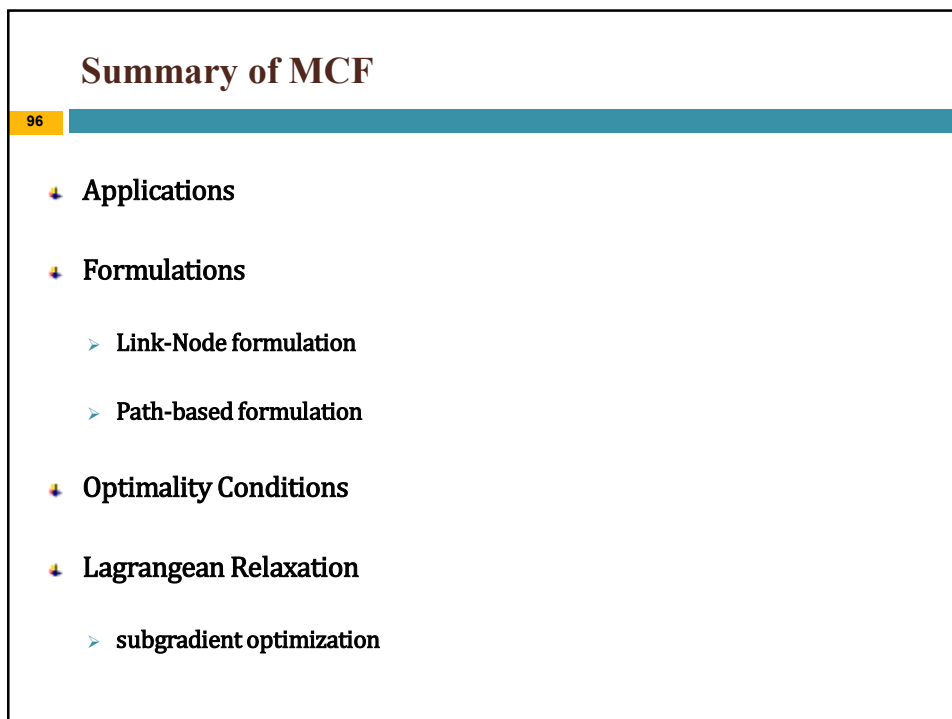 Summary of MCF
96
Applications
Formulations
Link-Node formulation
Path-based formulation
Optimality Conditions
Lagrangean Relaxation
subgradient optimization